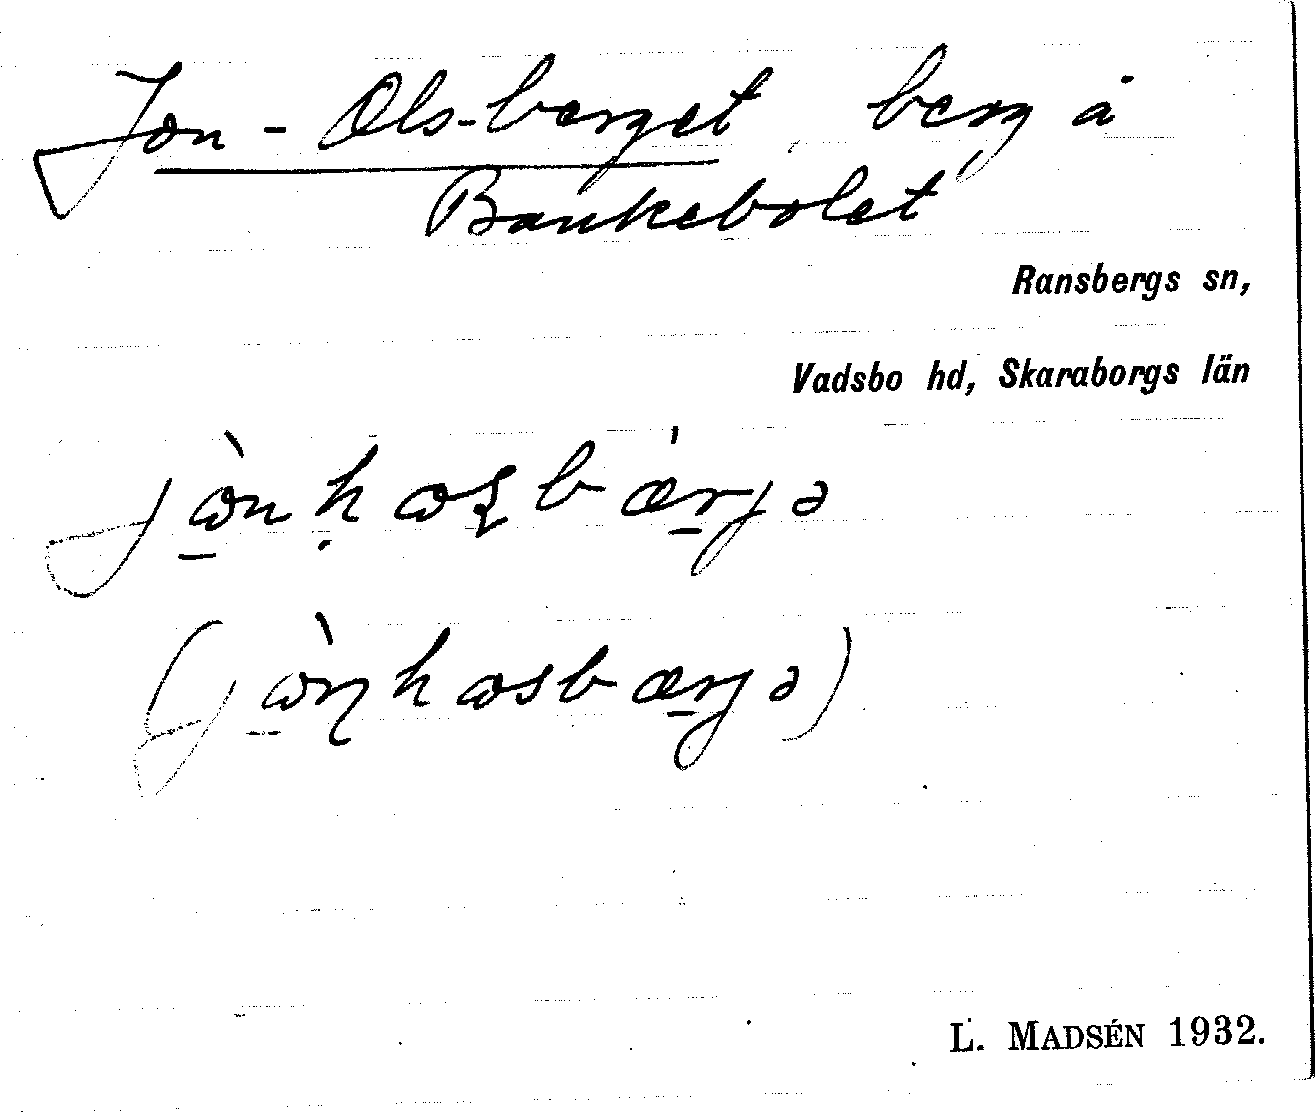 Jon-Ols-berget, berg å
Bankebolet
Ransbergs sn,
Vadsbo hd, Skaraborgs län
L. MADSÉN 1932.